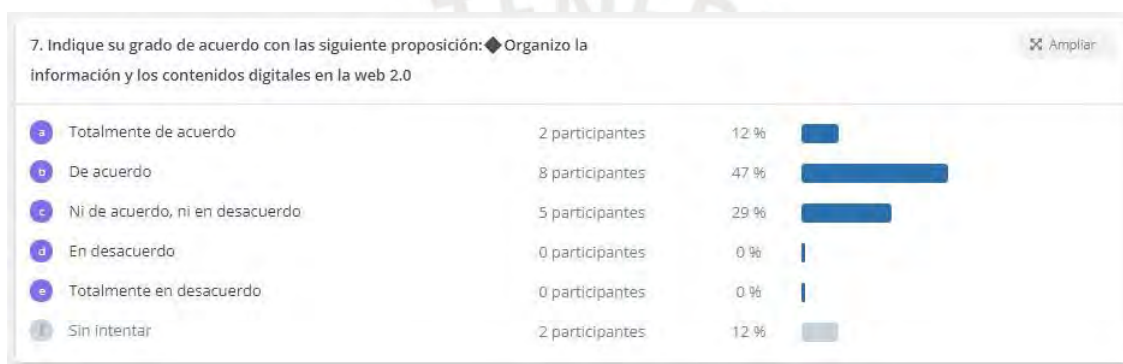 7. Indique su grado de acuerdo con las siguiente proposición:◆Organizo la
información y los contenidos digitales en la web 2.0
Ampliar
a Totalmente de acuerdo 2 participantes 12 %
b De acuerdo 8 participantes 47 %
c Ni de acuerdo, ni en desacuerdo 5 participantes 29 %
d En desacuerdo 0 participantes 0 %
e Totalmente en desacuerdo 0 participantes 0 %
Sin intentar 2 participantes 12 %